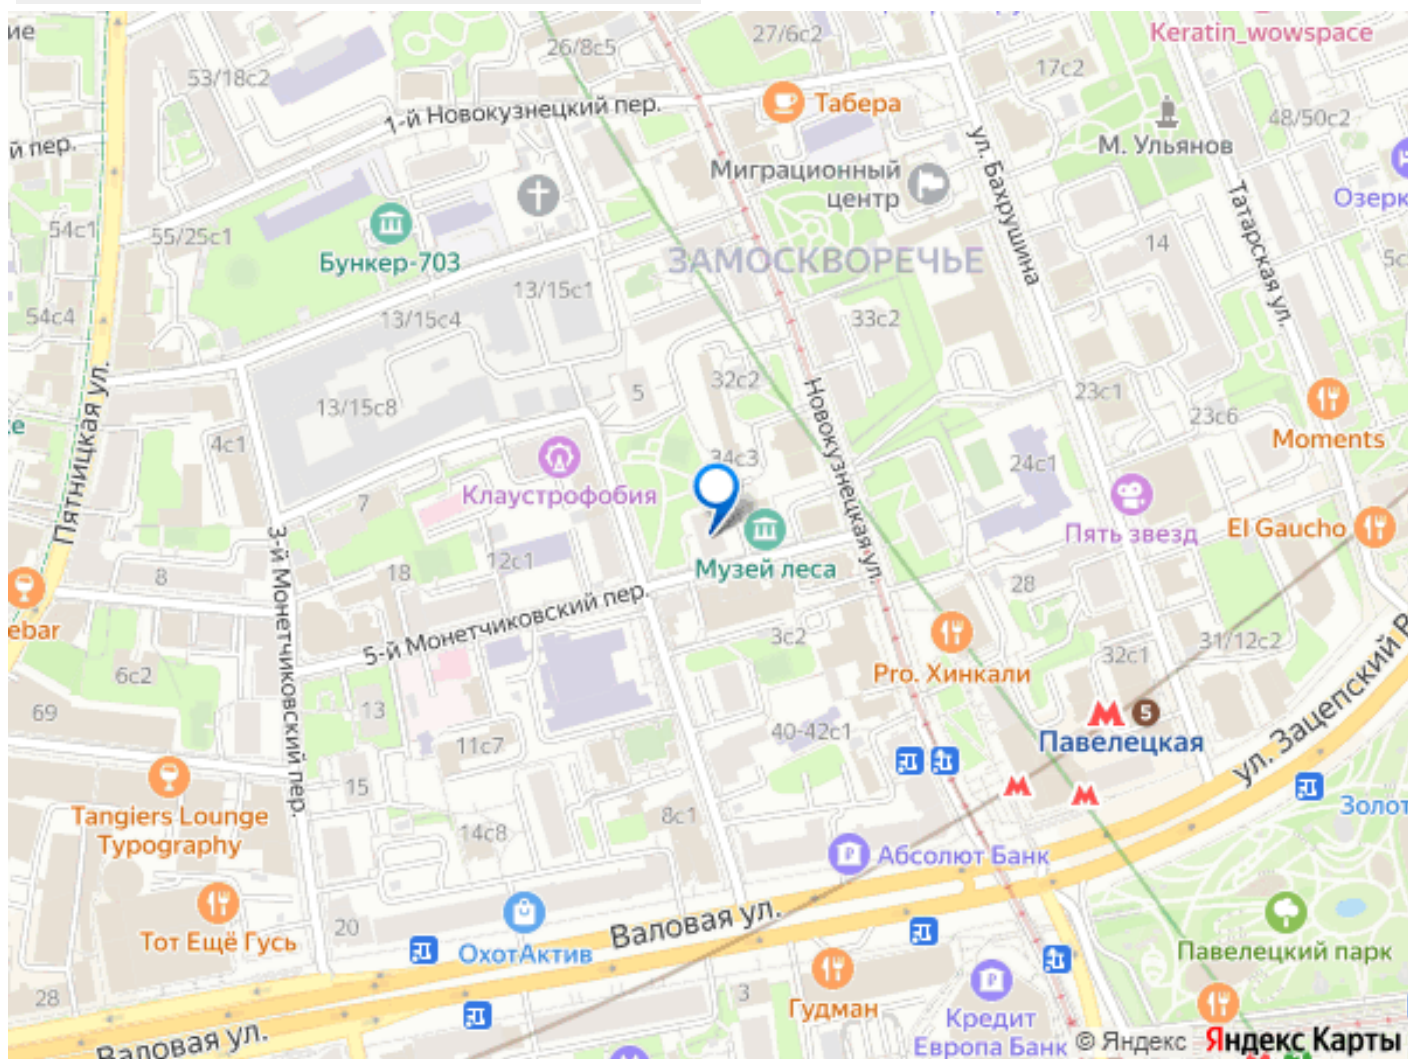 ие
26/8с5
27/6с2
Keratin_wowspace
53/18с2
17с2
1-й Новокузнецкий пер.
Табера
48/50с2
й пер.
ул. Бахрушина
М. Ульянов
Миграционный
центр
Озерк
Татарская ул.
54с1
55/25с1
Бункер-703
ЗАМОСКВОРЕЧЬЕ
14
5с
13/15с1
54с4
13/15с4
33с2
Пятницкая ул.
32с2
5
Новокузнецкая ул.
23с1
23с6
13/15с8
се
4с1
Moments
34с3
24с1
Клаустрофобия
7
Пять звезд
El Gaucho
3-й Монетчиковский пер.
12с1
Музей леса
8
18
28
5-й Монетчиковский пер.
ebar
3с2
31/12с2
32с1
6с2
Pro. Хинкали
69
13
5
40-42с1
Павелецкая
11с7
ул. Зацепский В
15
Золот
Tangiers Lounge
Typography
14с8
8с1
Абсолют Банк
20
Валовая ул.
Тот Ещё Гусь
ОхотАктив
Павелецкий парк
28
3
Гудман
Кредит
Европа Банк
Валовая ул.
© Яндекс Яндекс Карты